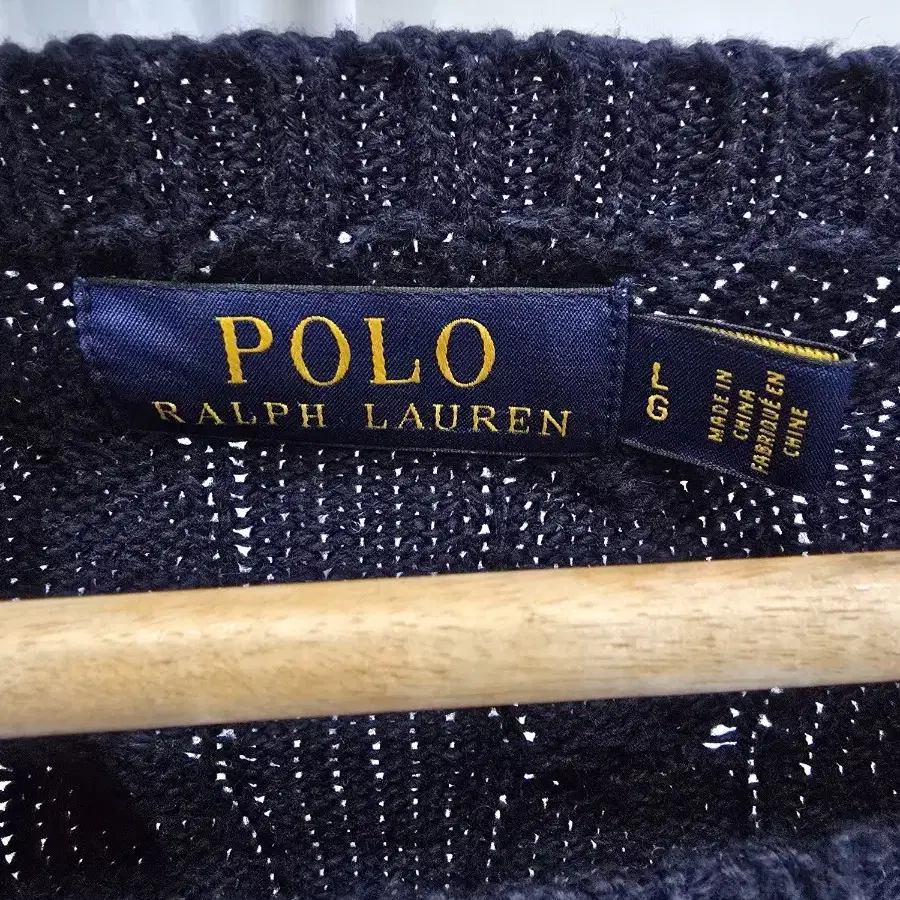 POLO
RALPH LAUREN
L
G
MADE IN
CHINA
FABRIQUÉ EN
CHINE